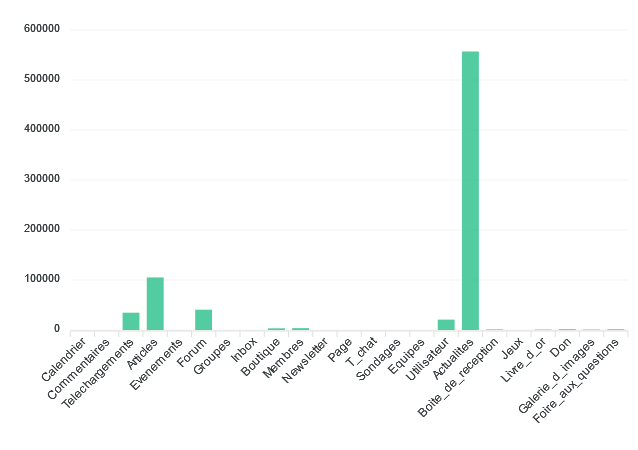 600000
500000
400000
300000
200000
100000
0
Calendrier
Commentaires
Telechargements
Articles
Evenements
Forum
Groupes
Inbox
Boutique
Membres
Newsletter
Page
T_chat
Sondages
Equipes
Utilisateur
Actualites
Boite_de_reception
Jeux
Livre_d_or
Don
Galerie_d_images
Foire_aux_questions